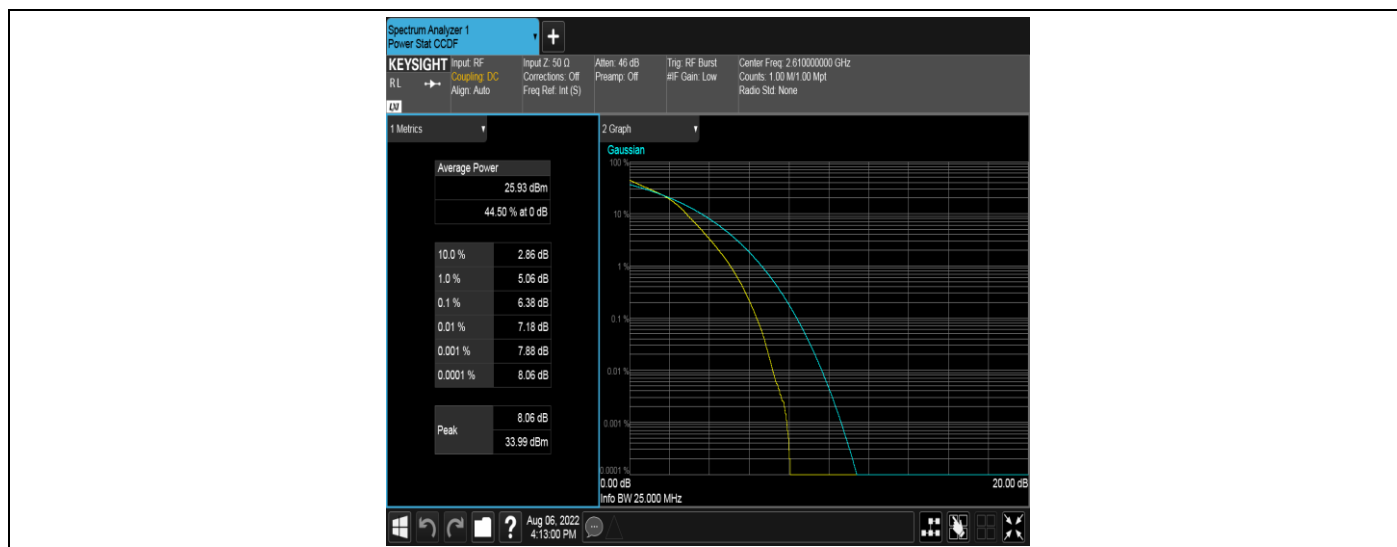 Spectrum Analyzer 1
Power Stat CCDF
+
KEYSIGHT
R L
LXI
Input: RF
Coupling: DC
Align: Auto
Input Z: 50 Ω
Corrections: Off
Freq Ref: Int (S)
Atten: 46 dB
Preamp: Off
Trig: RF Burst
#IF Gain: Low
Center Freq: 2.610000000 GHz
Counts: 1.00 M/1.00 Mpt
Radio Std: None
1 Metrics
Average Power
25.93 dBm
44.50 % at 0 dB
10.0 % 2.86 dB
1.0 % 5.06 dB
0.1 % 6.38 dB
0.01 % 7.18 dB
0.001 % 7.88 dB
0.0001 % 8.06 dB
Peak
8.06 dB
33.99 dBm
2 Graph
Gaussian
100 %
10 %
1 %
0.1 %
0.01 %
0.001 %
0.0001 %
0.00 dB 20.00 dB
Info BW 25.000 MHz
?
Aug 06, 2022
4:13:00 PM